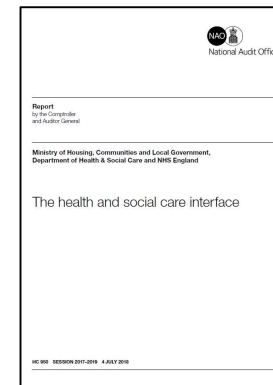 NAO
National Audit Office
Report
by the Comptroller
and Auditor General
Ministry of Housing, Communities and Local Government,
Department of Health & Social Care and NHS England
The health and social care interface
HC 950 SESSION 2017–2019 4 JULY 2018